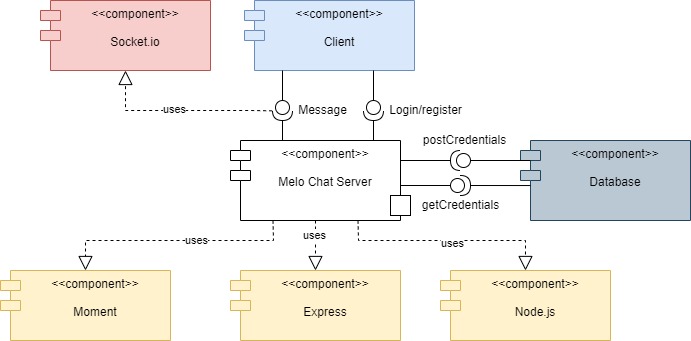 <<component>>
Socket.io
<<component>>
Client
uses
Message
Login/register
<<component>>
Melo Chat Server
postCredentials
getCredentials
<<component>>
Database
uses
uses
uses
<<component>>
Moment
<<component>>
Express
<<component>>
Node.js